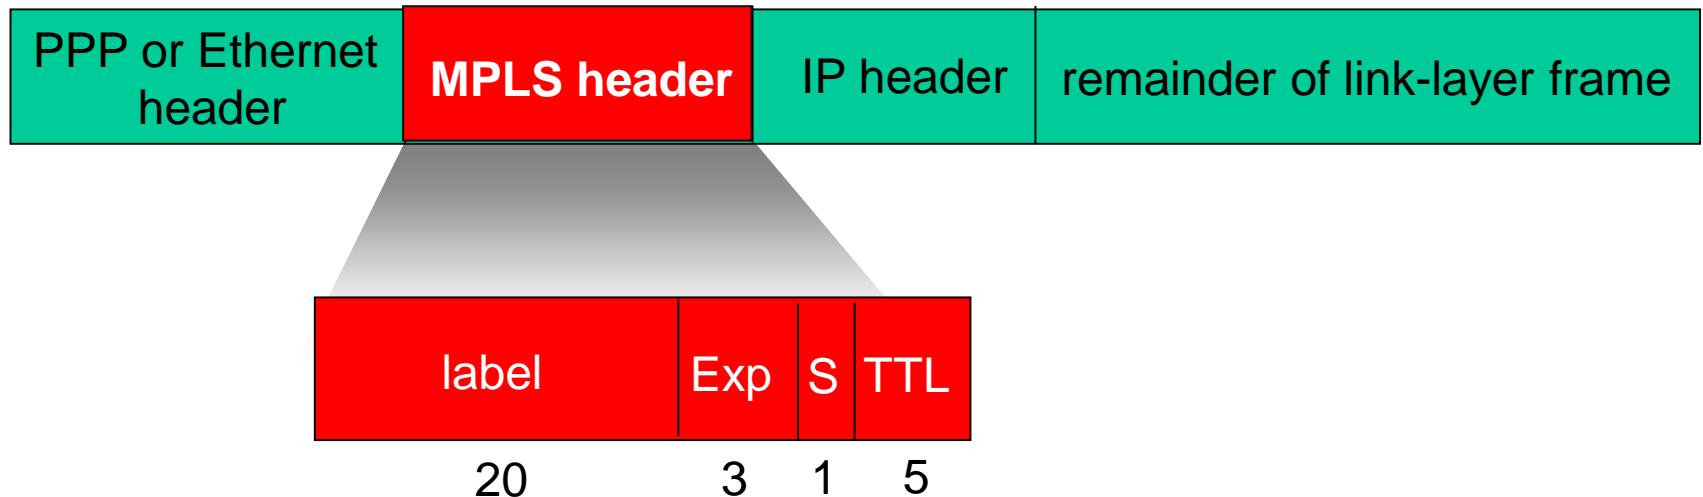 PPP or Ethernet
header
MPLS header
IP header
remainder of link-layer frame
label
Exp
S
TTL
20
3
1
5